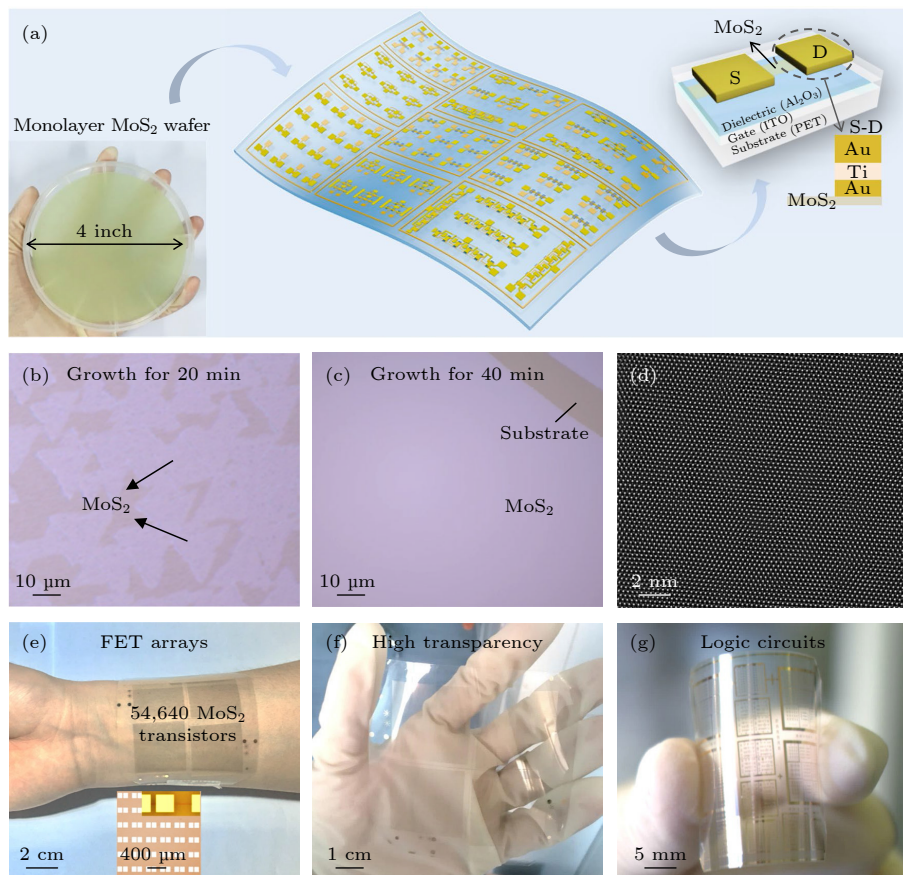 (a)
MoS₂
D
S
Monolayer MoS₂ wafer
Dielectric (Al₂O₃)
Gate (ITO)
Substrate (PET)
S-D
Au
Ti
Au
MoS₂
4 inch
(b) Growth for 20 min
MoS₂
10 µm
(c) Growth for 40 min
Substrate
MoS₂
10 µm
(d)
2 nm
(e) FET arrays
54,640 MoS₂
transistors
2 cm
400 µm
(f) High transparency
1 cm
(g) Logic circuits
5 mm